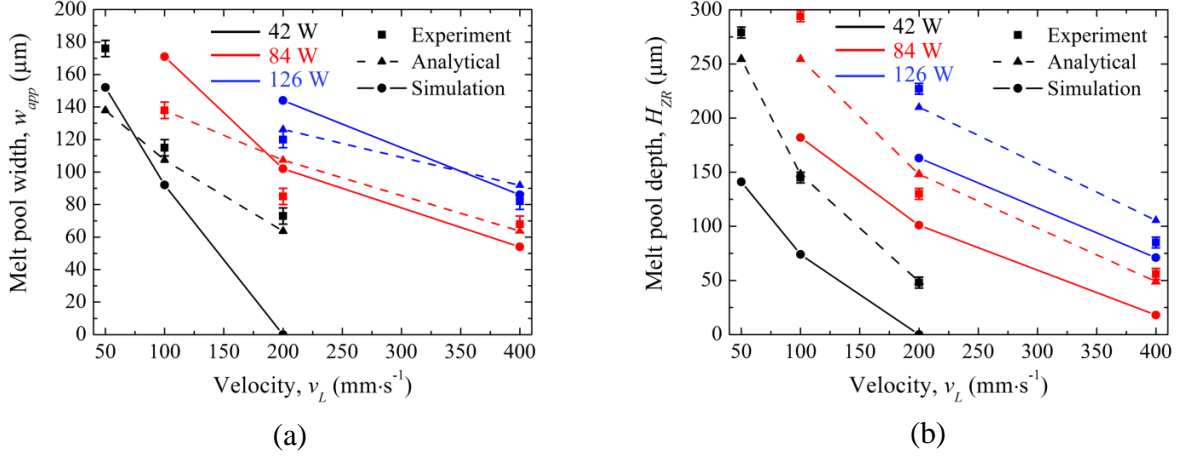 200
180
160
140
120
100
80
60
40
20
0
Melt pool width, w_app (μm)
42 W
84 W
126 W
Experiment
Analytical
Simulation
50 100 150 200 250 300 350 400
Velocity, v_L (mm·s⁻¹)
(a)
300
250
200
150
100
50
0
Melt pool depth, H_ZR (μm)
42 W
84 W
126 W
Experiment
Analytical
Simulation
50 100 150 200 250 300 350 400
Velocity, v_L (mm·s⁻¹)
(b)